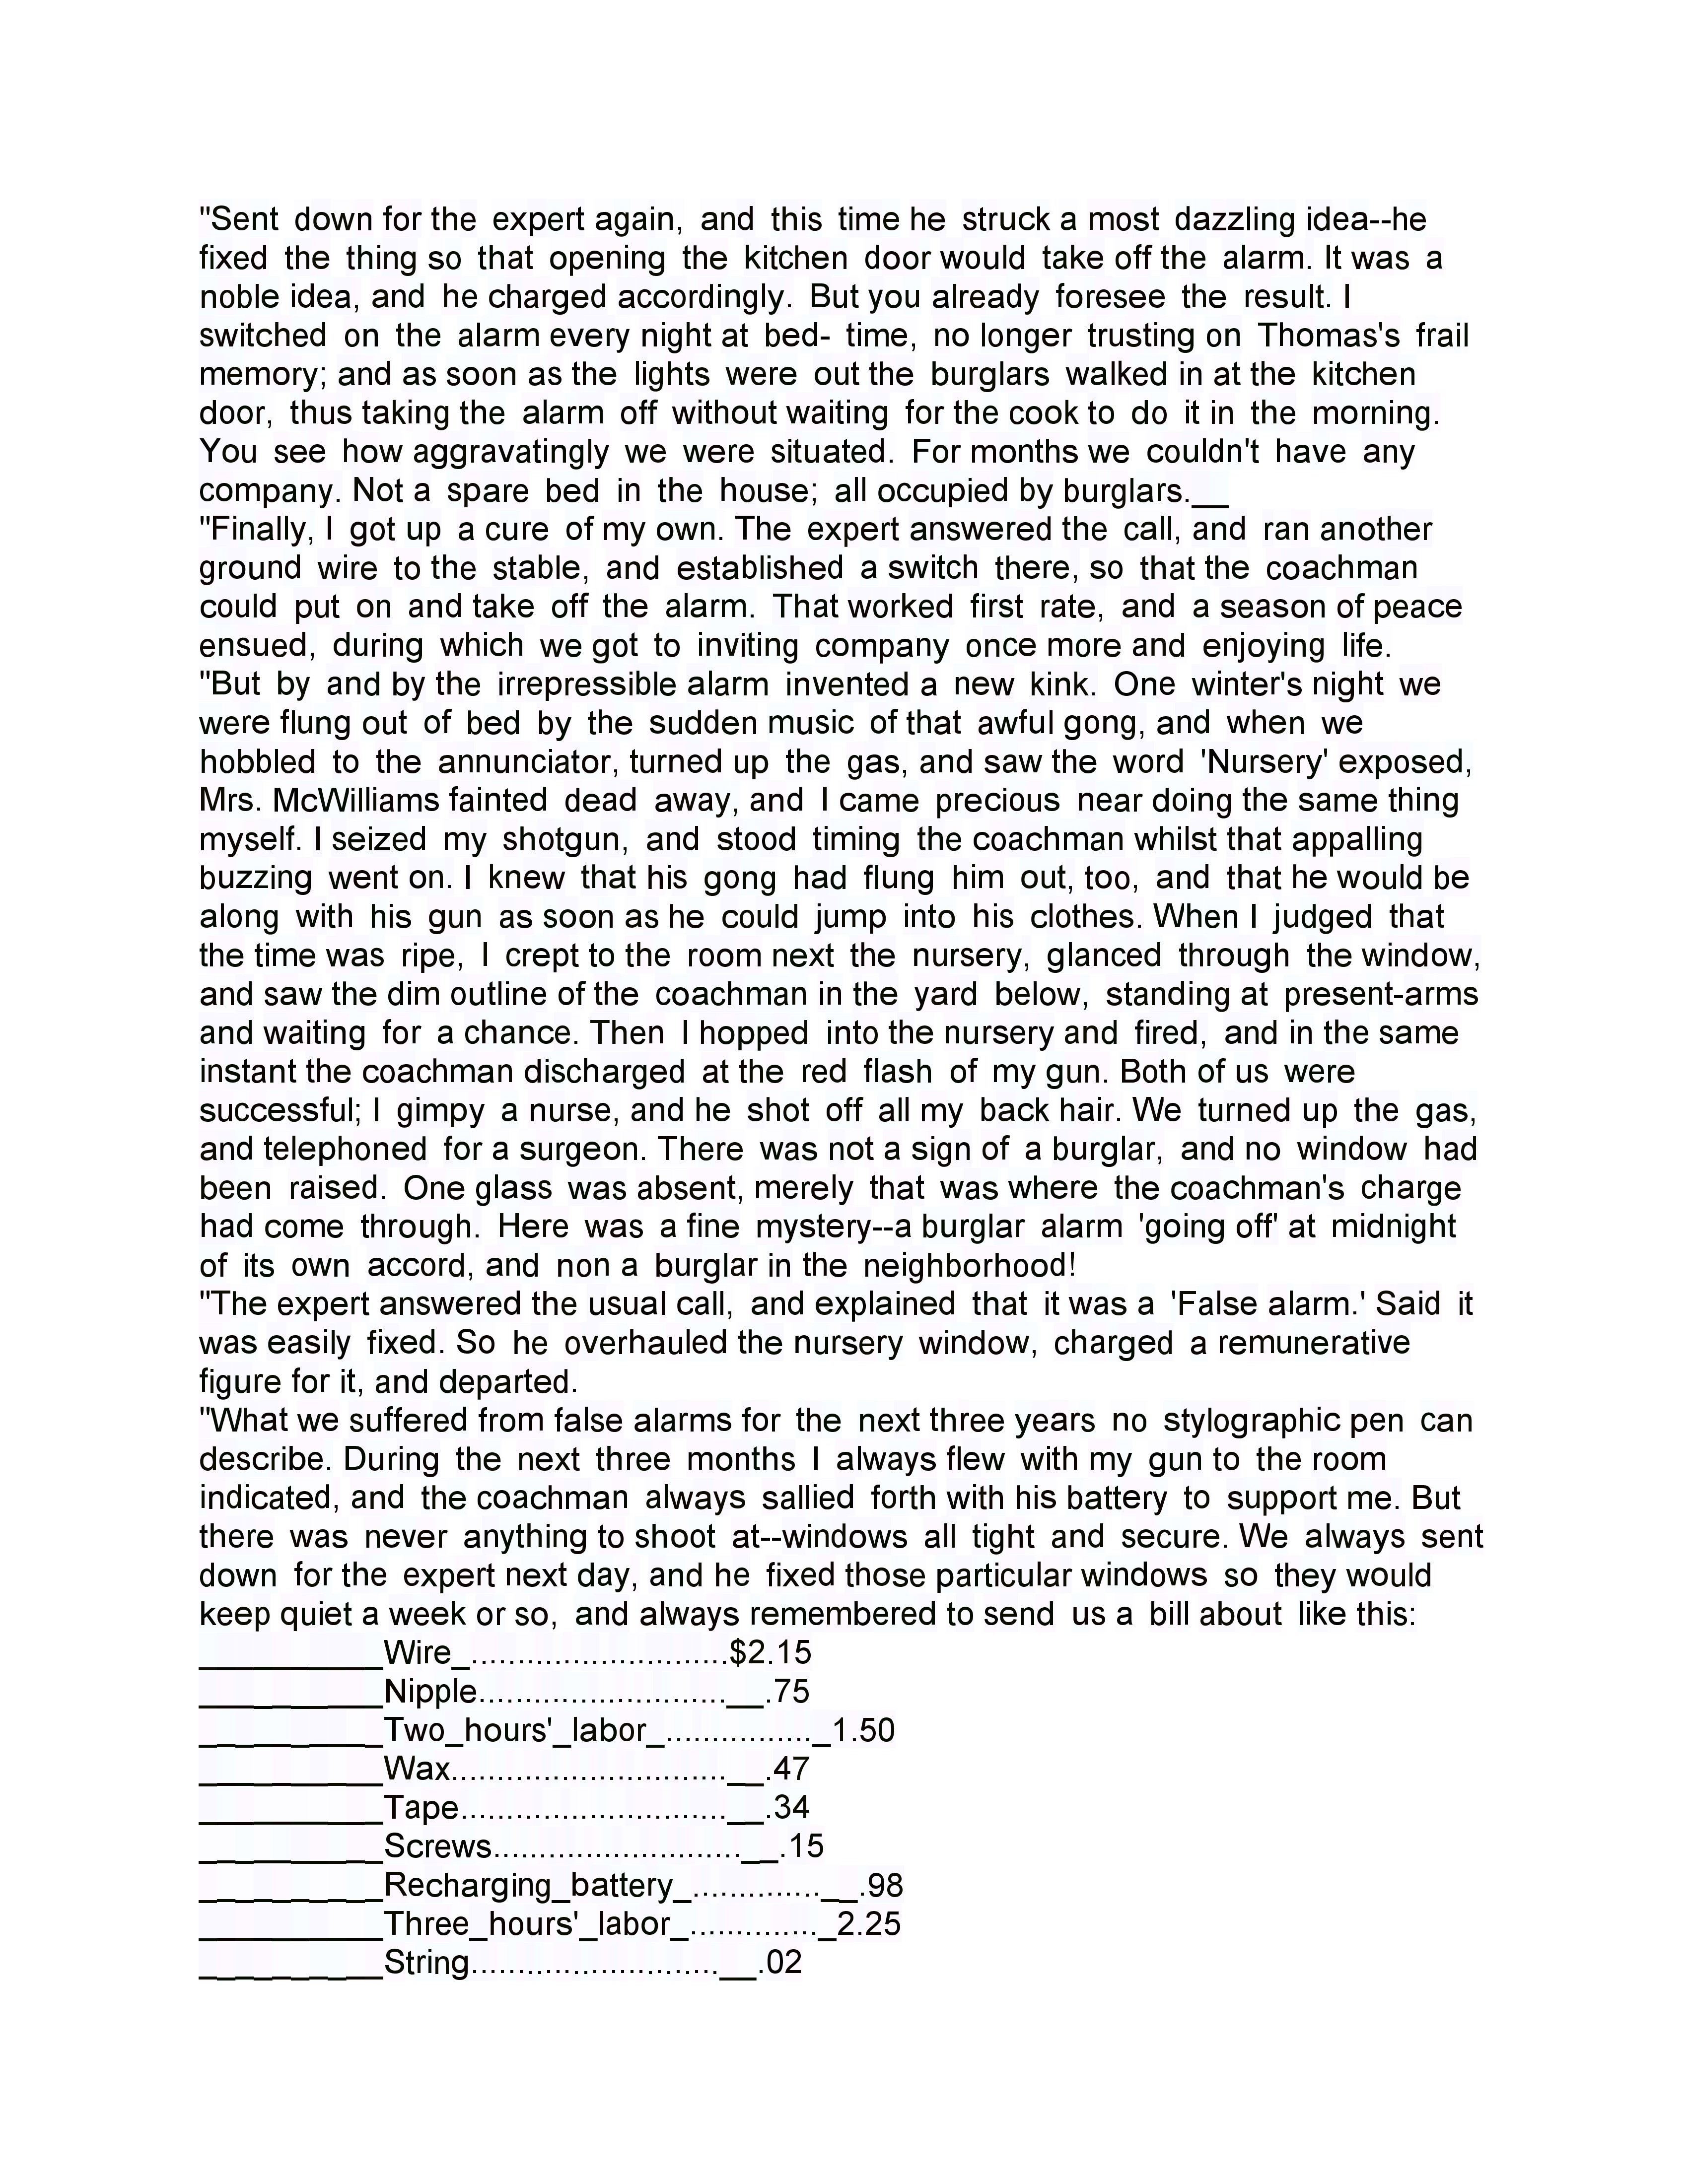 "Sent down for the expert again, and this time he struck a most dazzling idea--he
fixed the thing so that opening the kitchen door would take off the alarm. It was a
noble idea, and he charged accordingly. But you already foresee the result. I
switched on the alarm every night at bed- time, no longer trusting on Thomas's frail
memory; and as soon as the lights were out the burglars walked in at the kitchen
door, thus taking the alarm off without waiting for the cook to do it in the morning.
You see how aggravatingly we were situated. For months we couldn't have any
company. Not a spare bed in the house; all occupied by burglars.__
"Finally, I got up a cure of my own. The expert answered the call, and ran another
ground wire to the stable, and established a switch there, so that the coachman
could put on and take off the alarm. That worked first rate, and a season of peace
ensued, during which we got to inviting company once more and enjoying life.
"But by and by the irrepressible alarm invented a new kink. One winter's night we
were flung out of bed by the sudden music of that awful gong, and when we
hobbled to the annunciator, turned up the gas, and saw the word 'Nursery' exposed,
Mrs. McWilliams fainted dead away, and I came precious near doing the same thing
myself. I seized my shotgun, and stood timing the coachman whilst that appalling
buzzing went on. I knew that his gong had flung him out, too, and that he would be
along with his gun as soon as he could jump into his clothes. When I judged that
the time was ripe, I crept to the room next the nursery, glanced through the window,
and saw the dim outline of the coachman in the yard below, standing at present-arms
and waiting for a chance. Then I hopped into the nursery and fired, and in the same
instant the coachman discharged at the red flash of my gun. Both of us were
successful; I gimpy a nurse, and he shot off all my back hair. We turned up the gas,
and telephoned for a surgeon. There was not a sign of a burglar, and no window had
been raised. One glass was absent, merely that was where the coachman's charge
had come through. Here was a fine mystery--a burglar alarm 'going off' at midnight
of its own accord, and non a burglar in the neighborhood!
"The expert answered the usual call, and explained that it was a 'False alarm.' Said it
was easily fixed. So he overhauled the nursery window, charged a remunerative
figure for it, and departed.
"What we suffered from false alarms for the next three years no stylographic pen can
describe. During the next three months I always flew with my gun to the room
indicated, and the coachman always sallied forth with his battery to support me. But
there was never anything to shoot at--windows all tight and secure. We always sent
down for the expert next day, and he fixed those particular windows so they would
keep quiet a week or so, and always remembered to send us a bill about like this:
__________Wire_............................$2.15
__________Nipple...........................__.75
__________Two_hours'_labor_................_1.50
__________Wax..............................__.47
__________Tape.............................__.34
__________Screws...........................__.15
__________Recharging_battery_..............__.98
__________Three_hours'_labor_.............._2.25
__________String...........................__.02